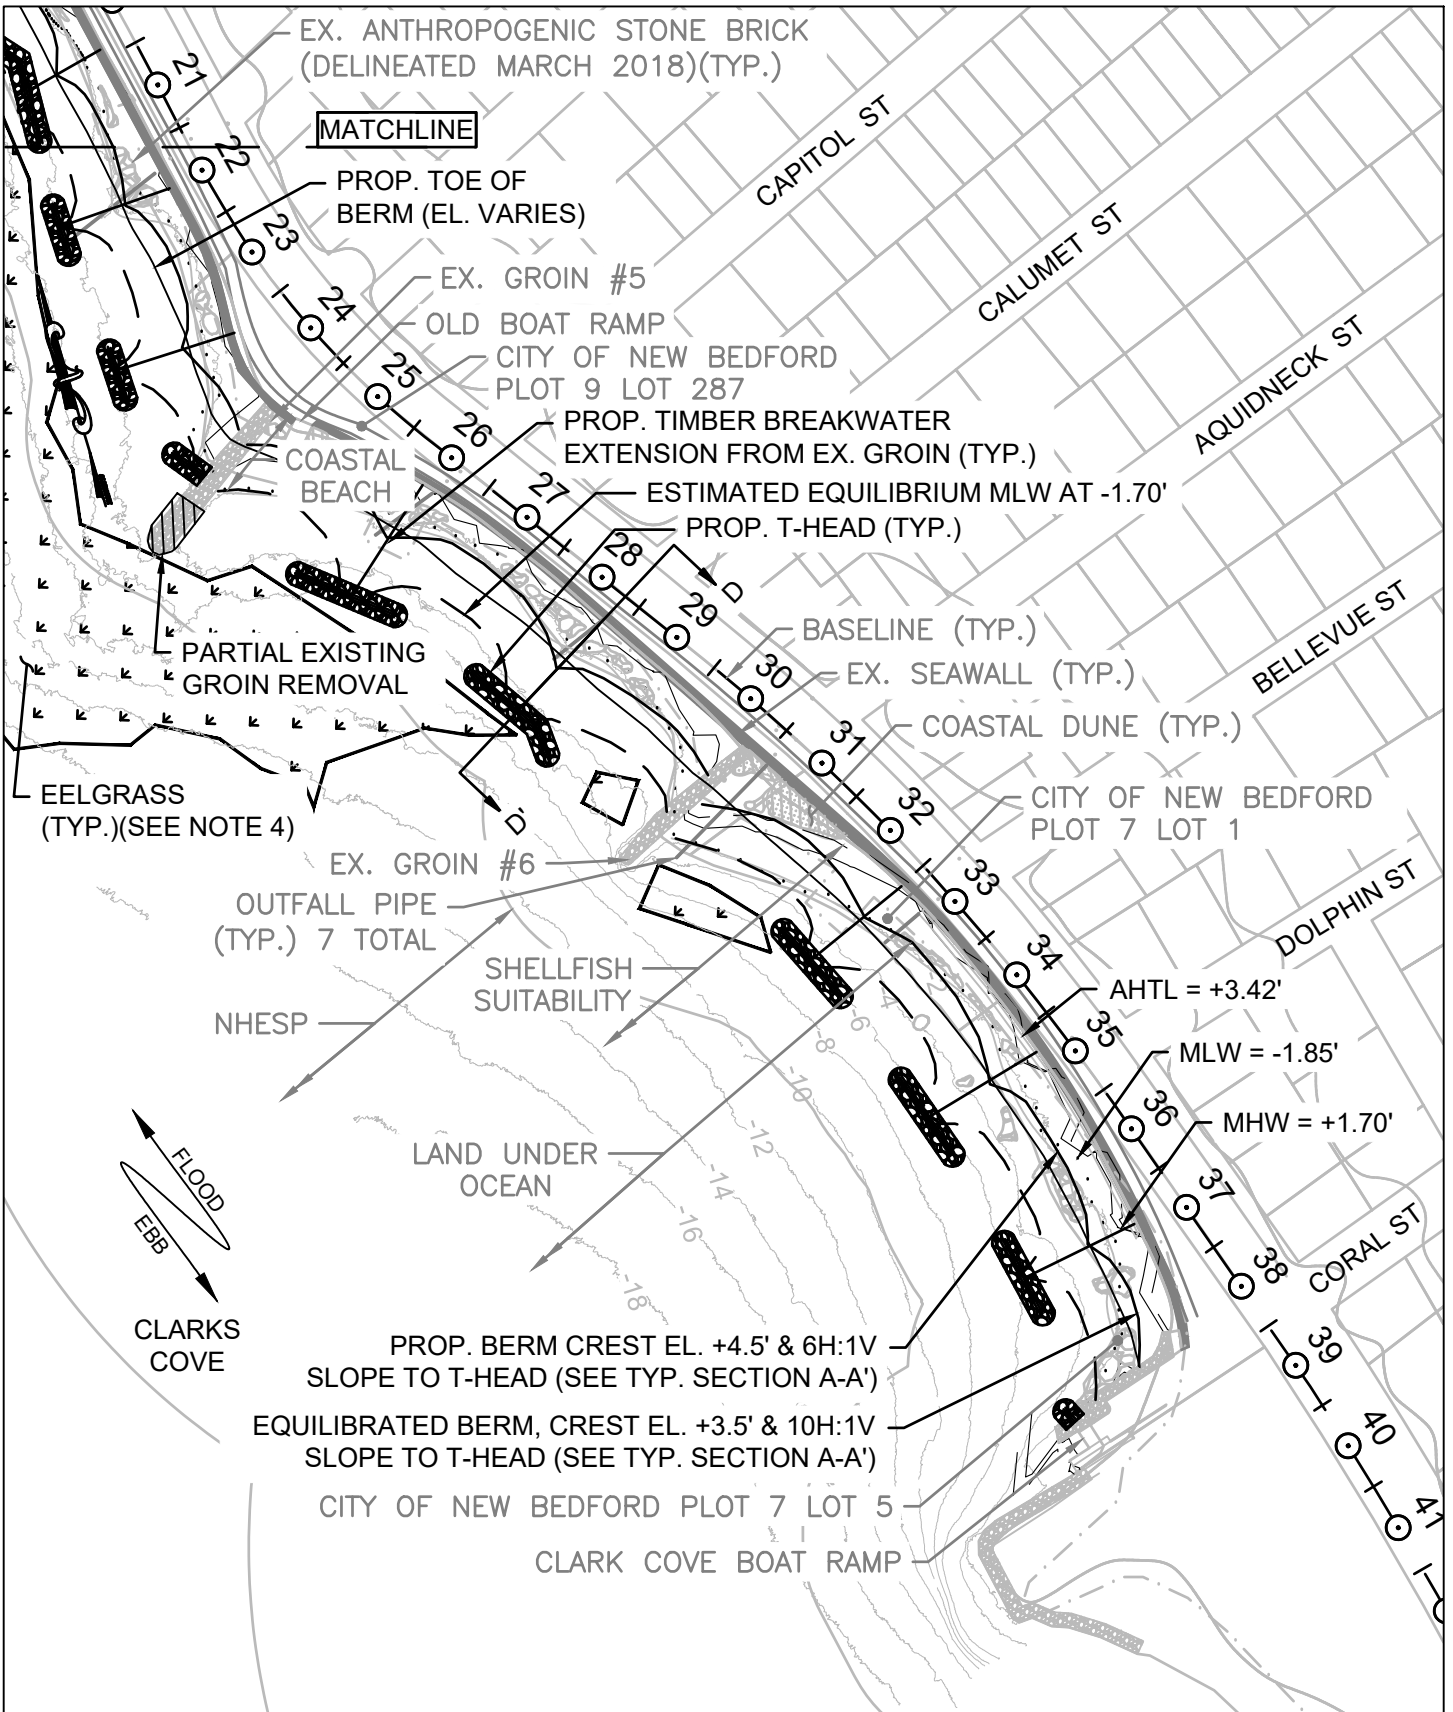 EX. ANTHROPOGENIC STONE BRICK
(DELINEATED MARCH 2018)(TYP.)
21
MATCHLINE
22
CAPITOL ST
PROP. TOE OF
BERM (EL. VARIES)
23
CALUMET ST
EX. GROIN #5
24
OLD BOAT RAMP
AQUIDNECK ST
CITY OF NEW BEDFORD
PLOT 9 LOT 287
25
PROP. TIMBER BREAKWATER
EXTENSION FROM EX. GROIN (TYP.)
26
COASTAL
BEACH
27
ESTIMATED EQUILIBRIUM MLW AT -1.70'
PROP. T-HEAD (TYP.)
28
D
29
BELLEVUE ST
BASELINE (TYP.)
PARTIAL EXISTING
GROIN REMOVAL
30
EX. SEAWALL (TYP.)
COASTAL DUNE (TYP.)
31
EELGRASS
(TYP.)(SEE NOTE 4)
D'
32
CITY OF NEW BEDFORD
PLOT 7 LOT 1
EX. GROIN #6
33
DOLPHIN ST
OUTFALL PIPE
(TYP.) 7 TOTAL
34
SHELLFISH
SUITABILITY
AHTL = +3.42'
-2
-4
0
-6
-8
-10
NHESP
35
MLW = -1.85'
36
MHW = +1.70'
-12
LAND UNDER
OCEAN
-14
-16
-18
FLOOD
EBB
37
CORAL ST
38
CLARKS
COVE
PROP. BERM CREST EL. +4.5' & 6H:1V
SLOPE TO T-HEAD (SEE TYP. SECTION A-A')
39
EQUILIBRATED BERM, CREST EL. +3.5' & 10H:1V
SLOPE TO T-HEAD (SEE TYP. SECTION A-A')
40
CITY OF NEW BEDFORD PLOT 7 LOT 5
41
CLARK COVE BOAT RAMP